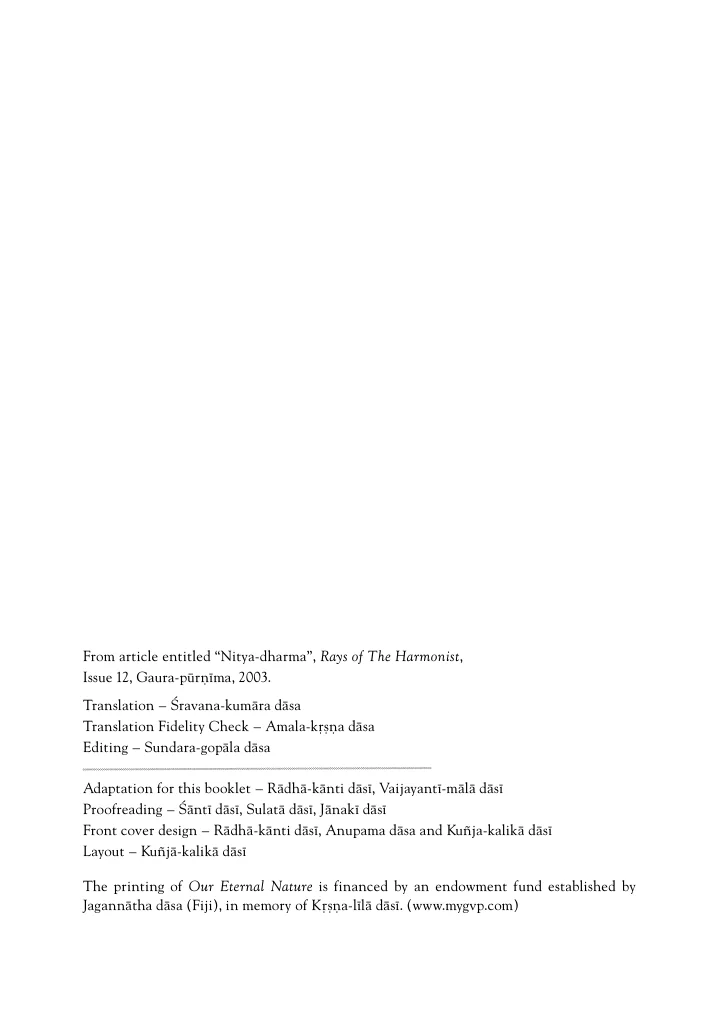 From article entitled “Nitya-dharma”, Rays of The Harmonist,
Issue 12, Gaura-pūrṇīma, 2003.
Translation – Śravana-kumāra dāsa
Translation Fidelity Check – Amala-kṛṣṇa dāsa
Editing – Sundara-gopāla dāsa
Adaptation for this booklet – Rādhā-kānti dāsī, Vaijayantī-mālā dāsī
Proofreading – Śāntī dāsī, Sulatā dāsī, Jānakī dāsī
Front cover design – Rādhā-kānti dāsī, Anupama dāsa and Kuñja-kalikā dāsī
Layout – Kuñjā-kalikā dāsī
The printing of Our Eternal Nature is financed by an endowment fund established by
Jagannātha dāsa (Fiji), in memory of Kṛṣṇa-līlā dāsī. (www.mygvp.com)